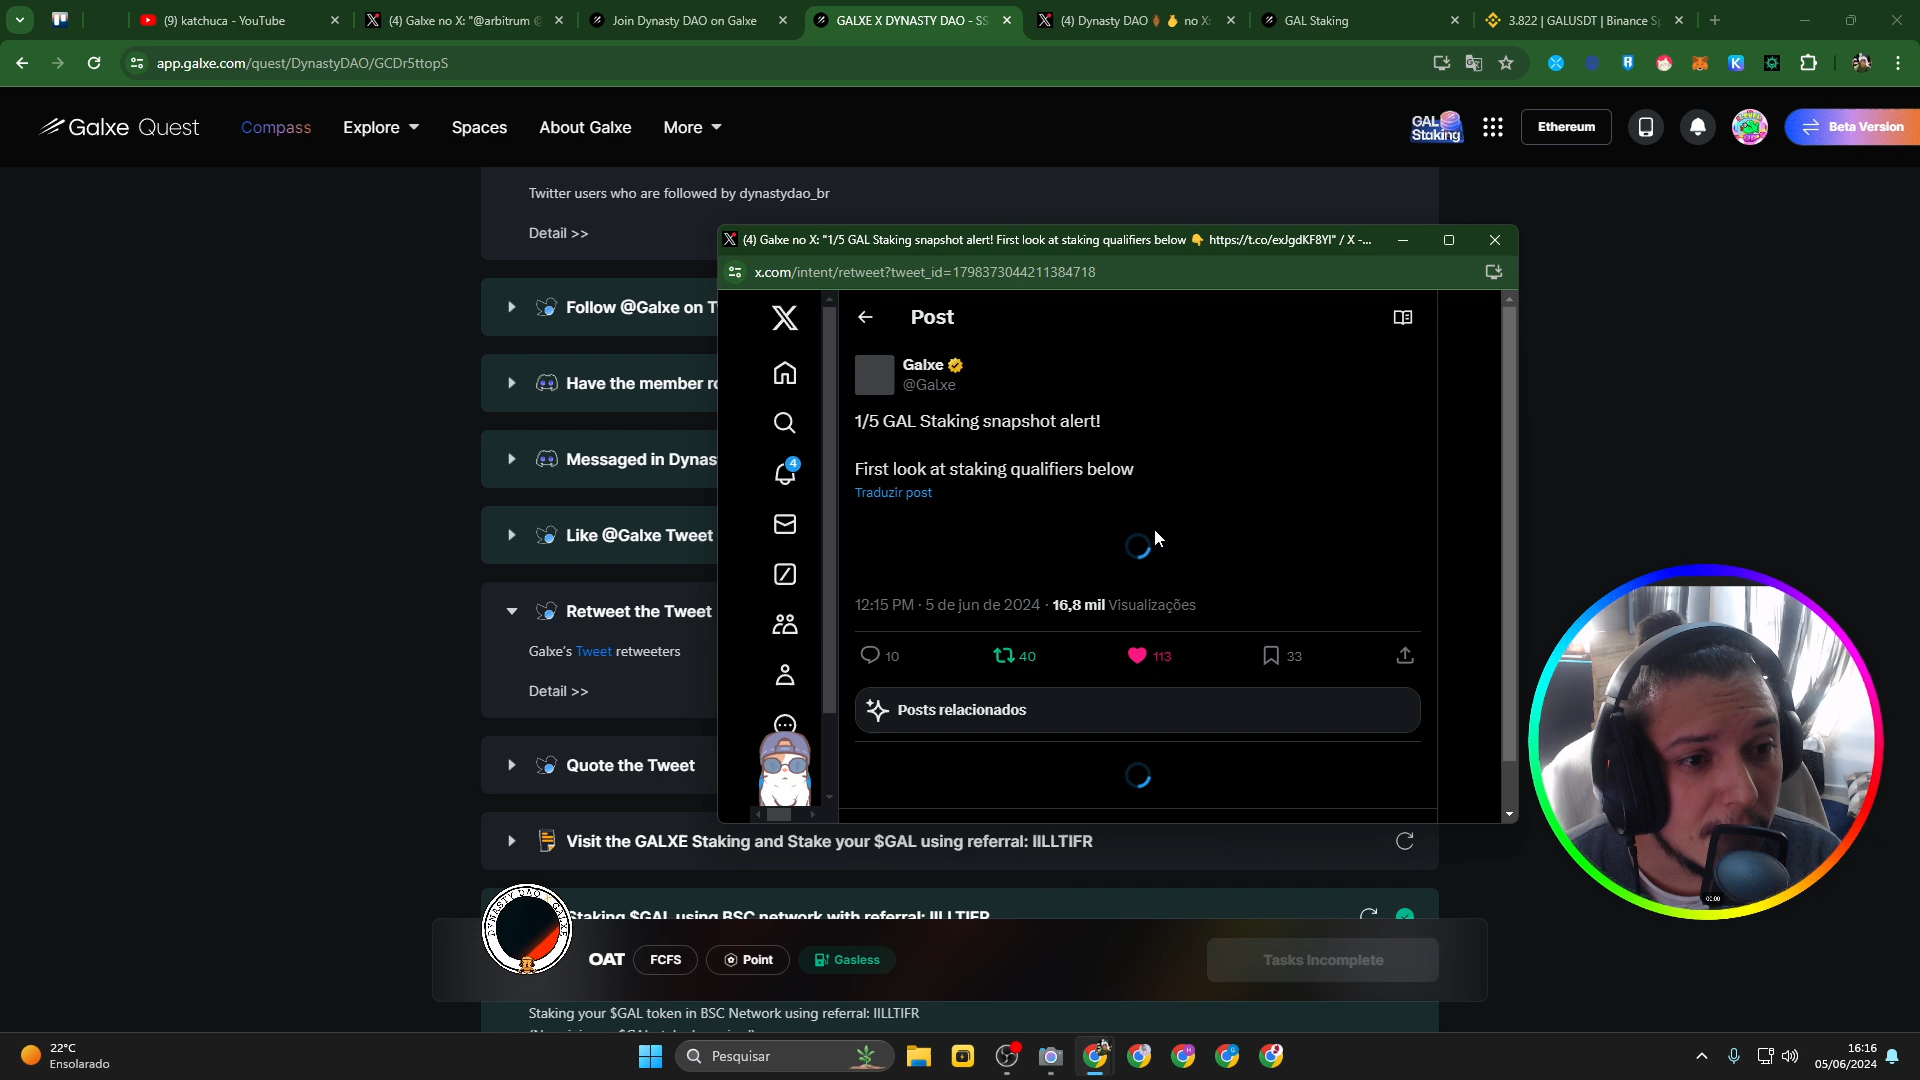 (9) katchuca - YouTube
(4) Galxe no X: "@arbitrum
Join Dynasty DAO on Galxe
GALXE X DYNASTY DAO - SS
(4) Dynasty DAO no X:
GAL Staking
3.822 | GALUSDT | Binance Sp
app.galxe.com/quest/DynastyDAO/GCDr5ttopS
Galxe Quest
Compass
Explore
Spaces
About Galxe
More
GAL Staking
Ethereum
Beta Version
Twitter users who are followed by dynastydao_br
Detail >>
(4) Galxe no X: "1/5 GAL Staking snapshot alert! First look at staking qualifiers below 👇 https://t.co/exJgdKF8YI" / X -...
x.com/intent/retweet?tweet_id=1798373044211384718
Follow @Galxe on T
Have the member ro
Messaged in Dynas
Like @Galxe Tweet
Retweet the Tweet
Galxe's Tweet retweeters
Detail >>
Quote the Tweet
Post
Galxe
@Galxe
1/5 GAL Staking snapshot alert!
First look at staking qualifiers below
Traduzir post
12:15 PM · 5 de jun de 2024 · 16,8 mil Visualizações
10
40
113
33
4
Posts relacionados
Visit the GALXE Staking and Stake your $GAL using referral: IILLTIFR
Staking $GAL using BSC network with referral: IILLTIFR
DYNASTY DAO
GALXE
OAT
FCFS
Point
Gasless
Tasks Incomplete
Staking your $GAL token in BSC Network using referral: IILLTIFR
00:00
22°C
Ensolarado
Pesquisar
16:16
05/06/2024